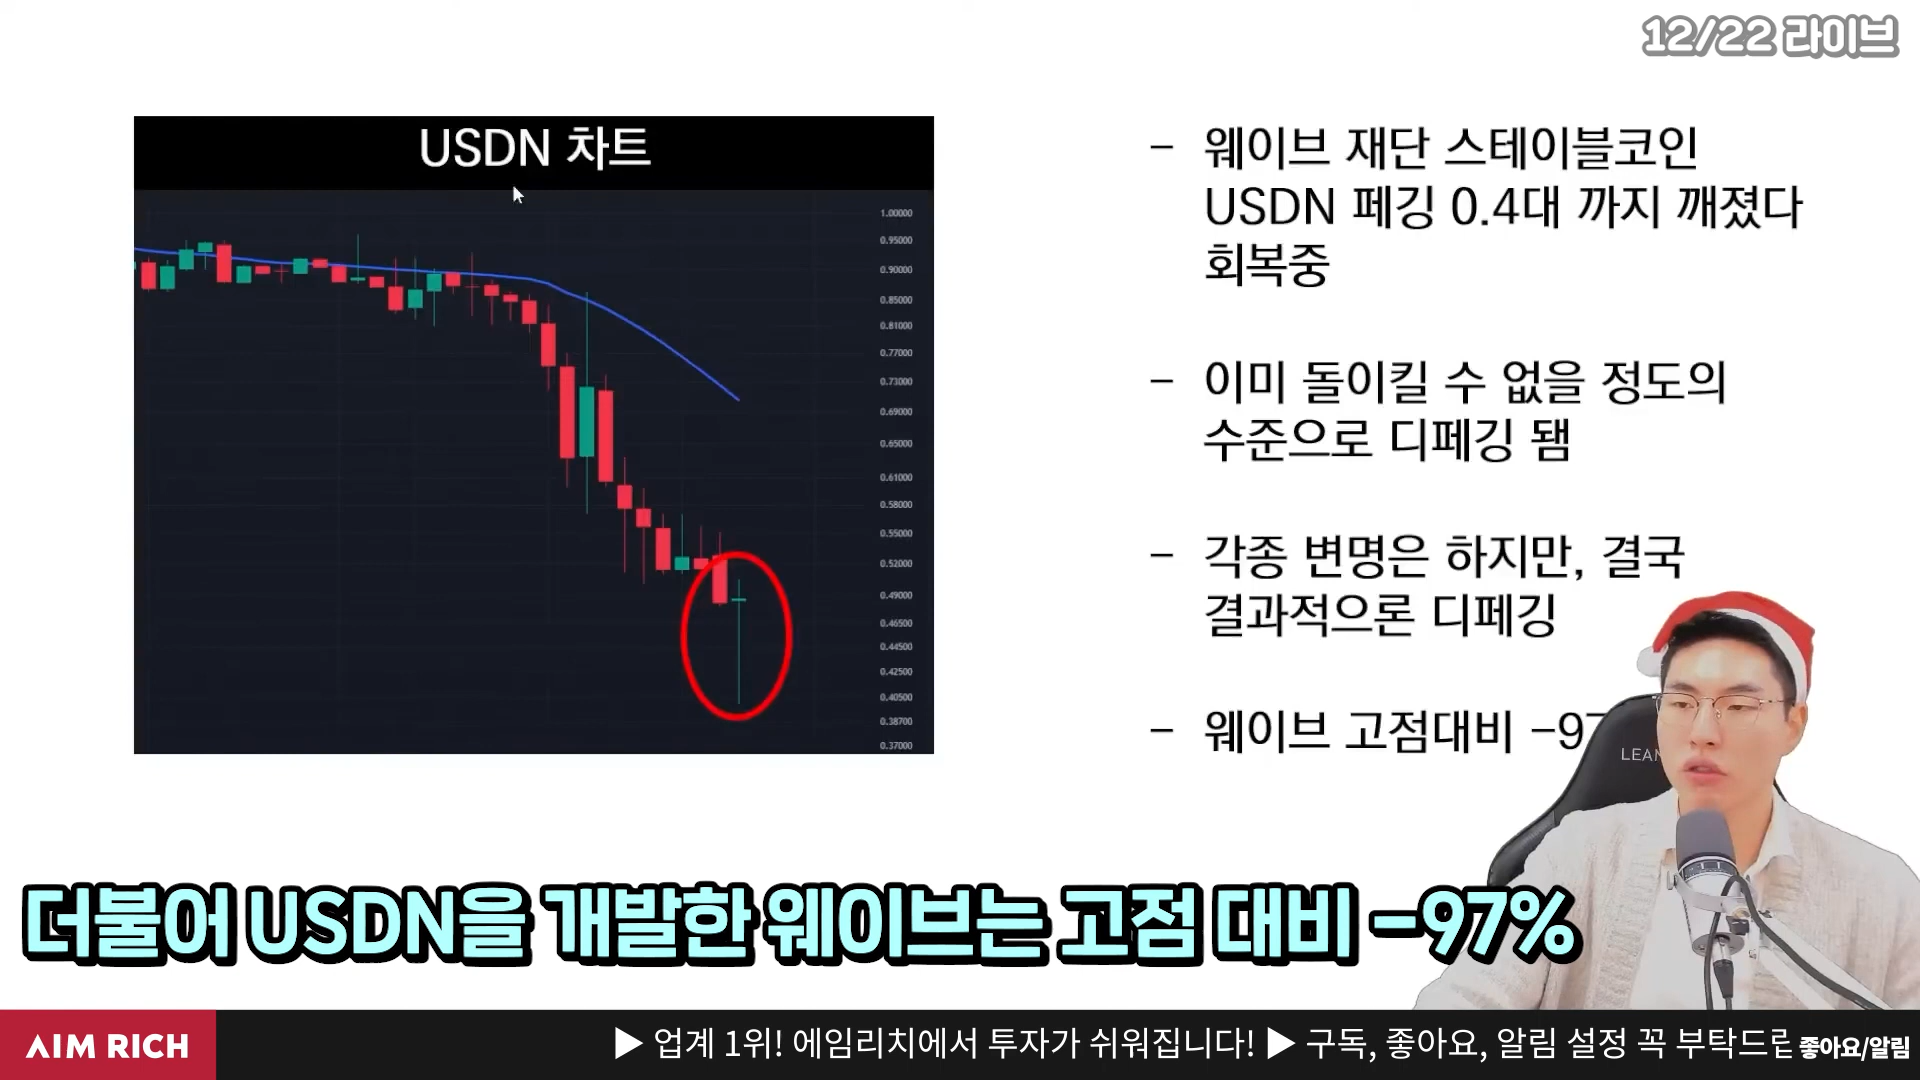 12/22 라이브
USDN 차트
1.00000
0.95000
0.90000
0.85000
0.81000
0.77000
0.73000
0.69000
0.65000
0.61000
0.58000
0.55000
0.52000
0.49000
0.46500
0.44500
0.42500
0.40500
0.38700
0.37000
- 웨이브 재단 스테이블코인
USDN 페깅 0.4대 까지 깨졌다
회복중
- 이미 돌이킬 수 없을 정도의
수준으로 디페깅 됌
- 각종 변명은 하지만, 결국
결과적으론 디페깅
- 웨이브 고점대비 -97
LEAN
더불어 USDN을 개발한 웨이브는 고점 대비 -97%
AIM RICH
▶ 업계 1위! 에임리치에서 투자가 쉬워집니다! ▶ 구독, 좋아요, 알림 설정 꼭 부탁드
좋아요/알림